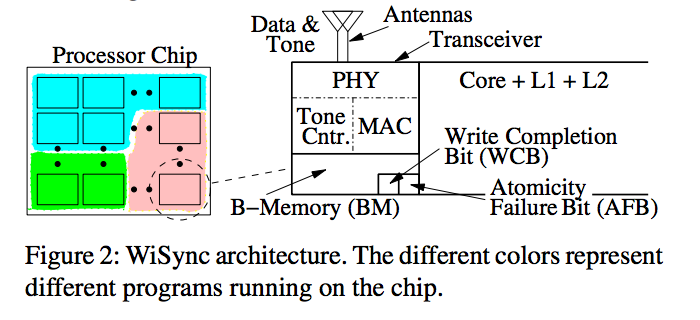 Data &
Tone
Antennas
Transceiver
Processor Chip
PHY
Core + L1 + L2
Tone
Cntr.
MAC
Write Completion
Bit (WCB)
B–Memory (BM)
Atomicity
Failure Bit (AFB)
Figure 2: WiSync architecture. The different colors represent
different programs running on the chip.